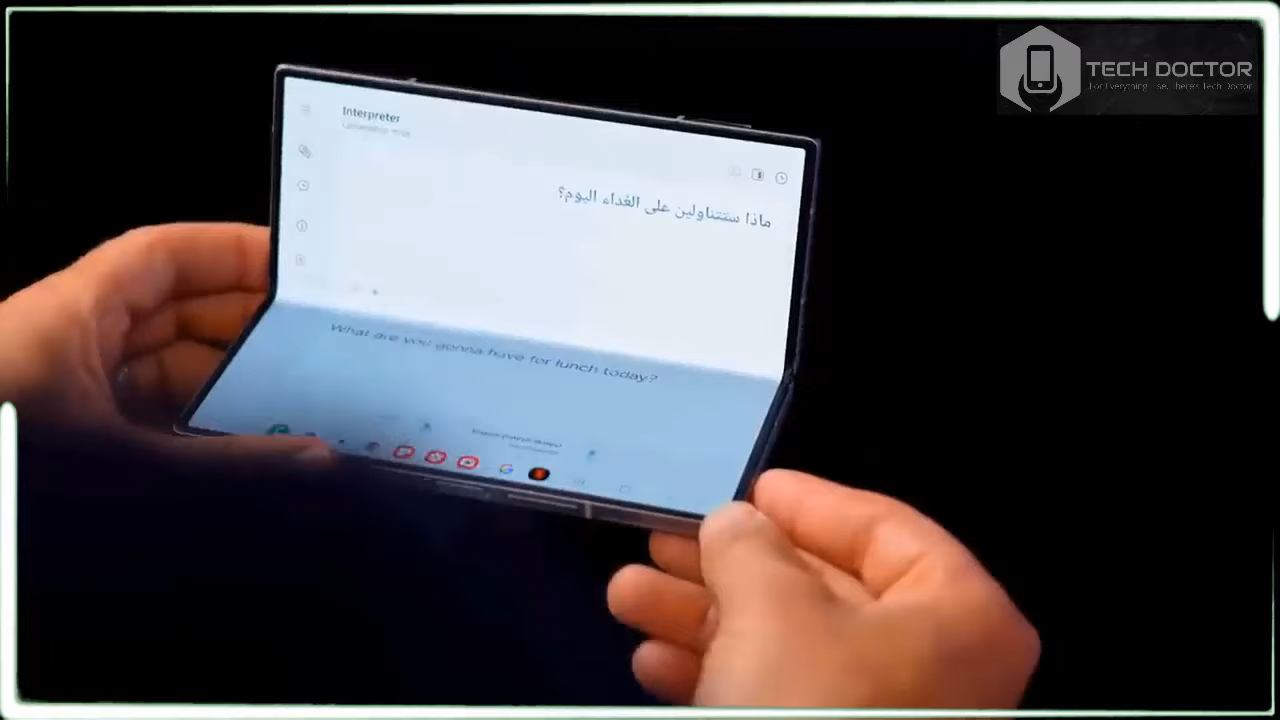 TECH DOCTOR
Interpreter
ماذا ستتناولين على الغداء اليوم؟
What are you gonna have for lunch today?